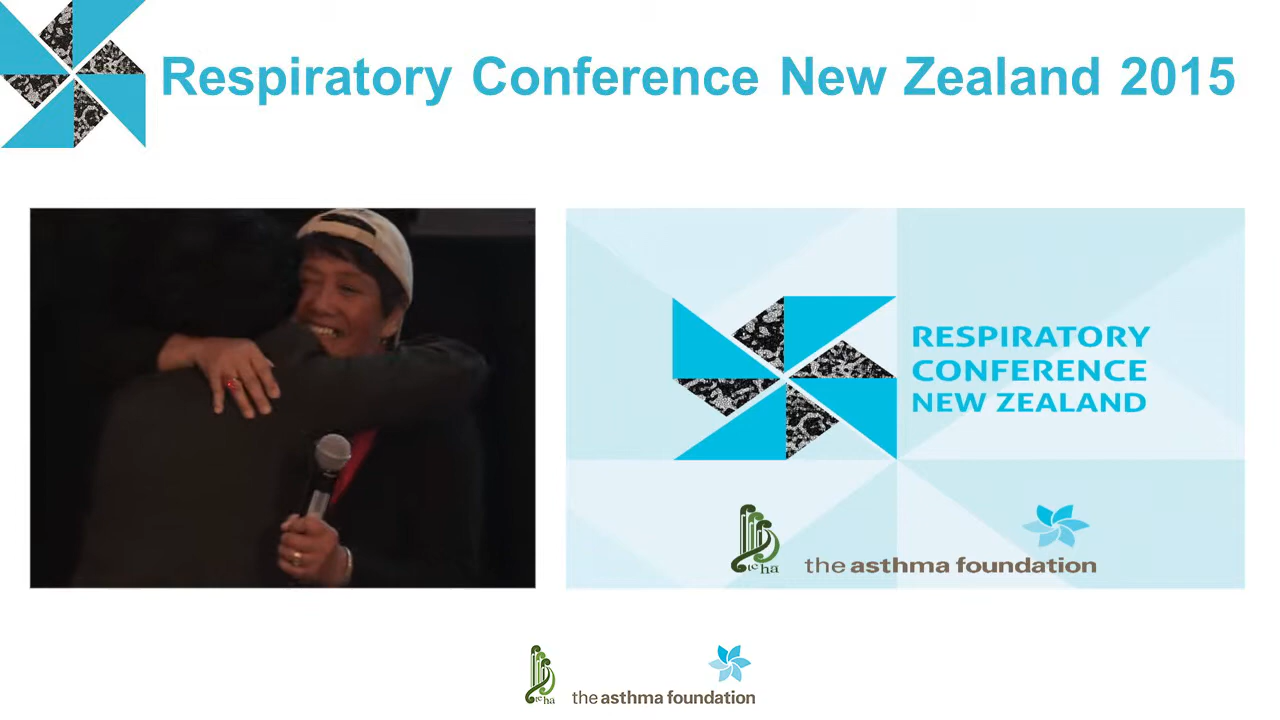 Respiratory Conference New Zealand 2015
RESPIRATORY
CONFERENCE
NEW ZEALAND
te ha
the asthma foundation
te ha
the asthma foundation